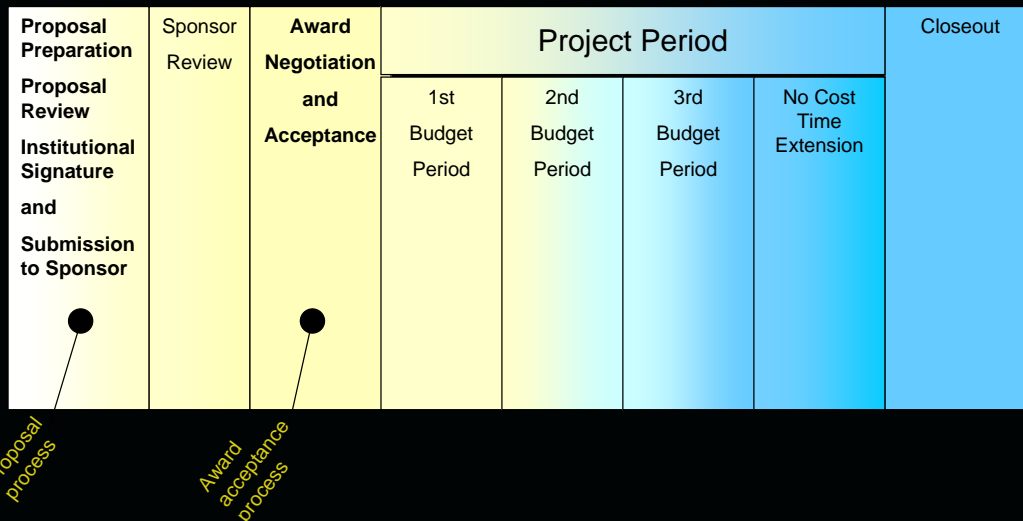 Proposal
Preparation
Proposal
Review
Institutional
Signature
and
Submission
to Sponsor
Sponsor
Review
Award
Negotiation
and
Acceptance
Project Period
1st
Budget
Period
2nd
Budget
Period
3rd
Budget
Period
No Cost
Time
Extension
Closeout
process
Award
acceptance
process